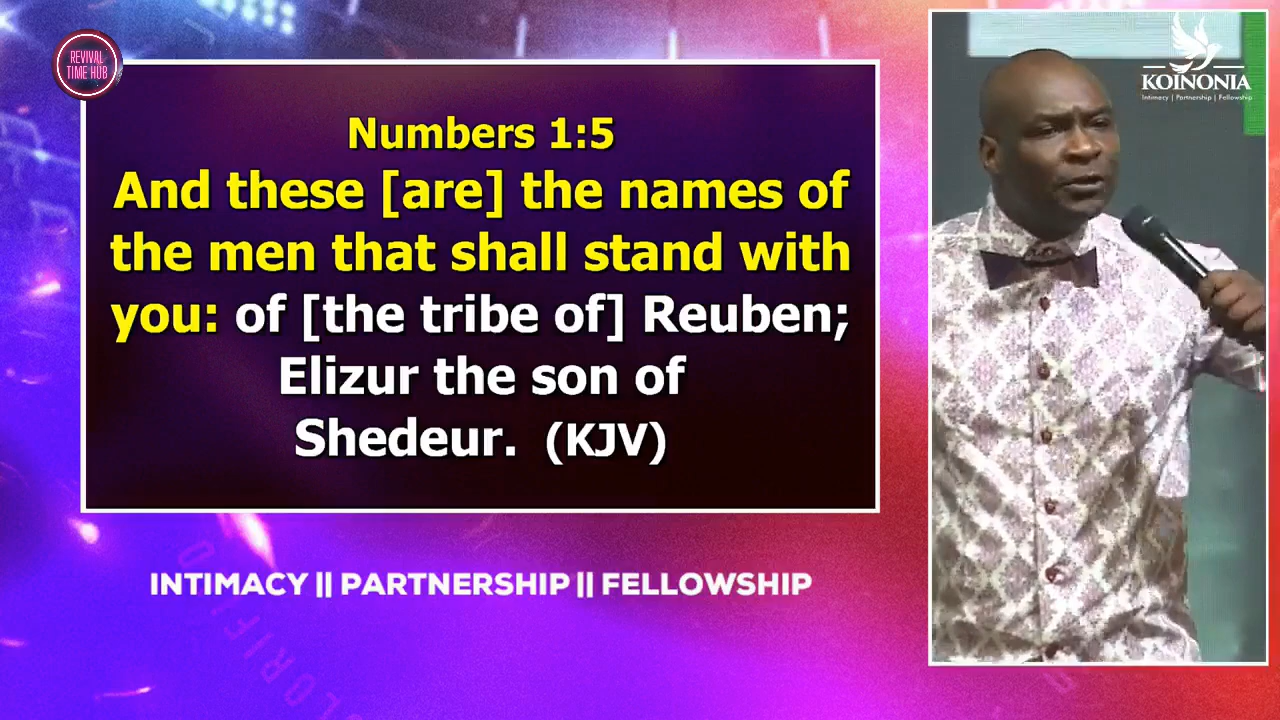 REVIVAL
TIME HUB
Numbers 1:5
And these [are] the names of
the men that shall stand with
you: of [the tribe of] Reuben;
Elizur the son of
Shedeur. (KJV)
INTIMACY || PARTNERSHIP || FELLOWSHIP
KOINONIA
Intimacy | Partnership | Fellowship